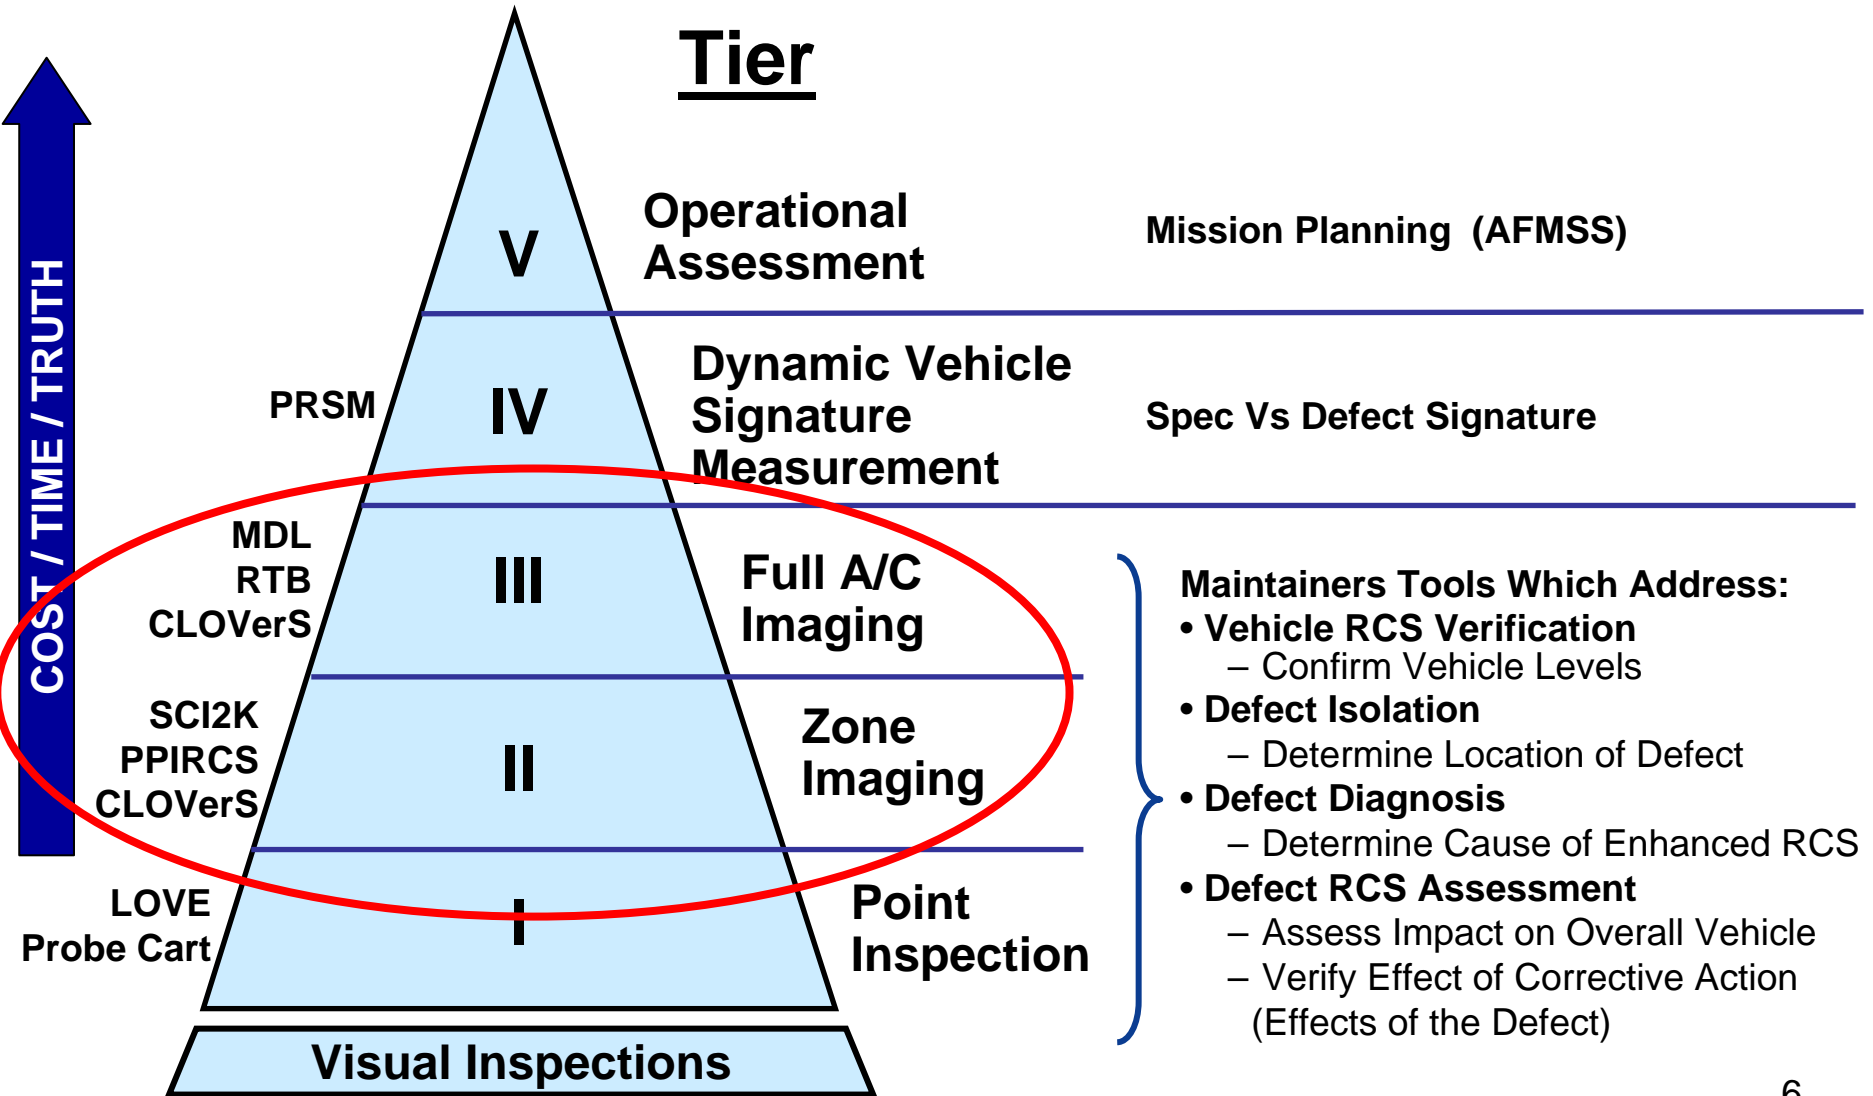 Tier
COST / TIME / TRUTH
V
Operational
Assessment
Mission Planning (AFMSS)
PRSM
IV
Dynamic Vehicle
Signature
Measurement
Spec Vs Defect Signature
MDL
RTB
CLOVerS
III
Full A/C
Imaging
SCI2K
PPIRCS
CLOVerS
II
Zone
Imaging
LOVE
Probe Cart
I
Point
Inspection
Visual Inspections
Maintainers Tools Which Address:
• Vehicle RCS Verification
– Confirm Vehicle Levels
• Defect Isolation
– Determine Location of Defect
• Defect Diagnosis
– Determine Cause of Enhanced RCS
• Defect RCS Assessment
– Assess Impact on Overall Vehicle
– Verify Effect of Corrective Action
(Effects of the Defect)
6